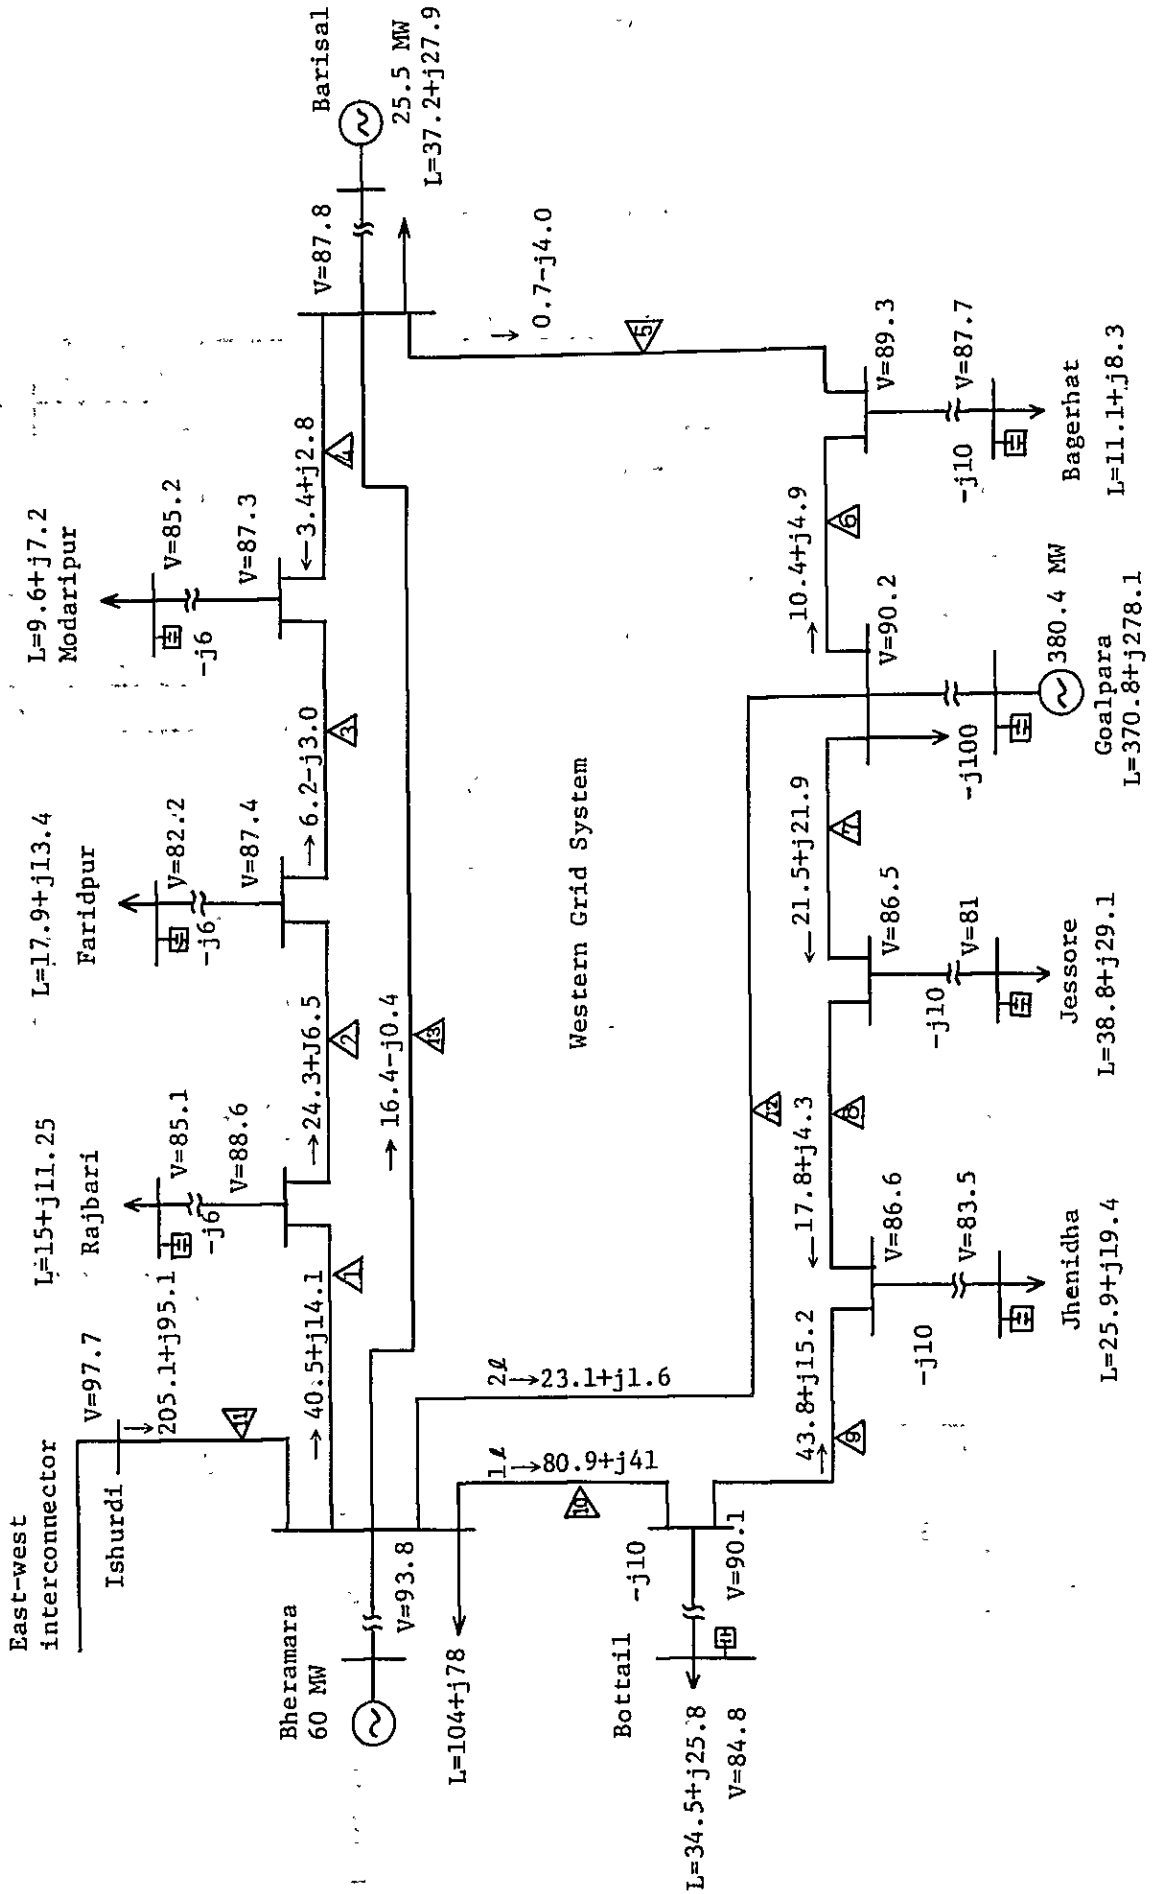 East-west
interconnector
Ishurdi
V=97.7
205.1+j95.1
11
Bheramara
60 MW
V=93.8
L=104+j78
L=15+j11.25
Rajbari
V=85.1
-j6
V=88.6
40.5+j14.1
1
24.3+J6.5
2
L=17.9+j13.4
Faridpur
V=82.2
-j6
V=87.4
6.2-j3.0
3
L=9.6+j7.2
Modaripur
V=85.2
-j6
V=87.3
3.4+j2.8
4
V=87.8
Barisal
25.5 MW
L=37.2+j27.9
16.4-j0.4
13
0.7-j4.0
5
Western Grid System
2ℓ
23.1+j1.6
12
1ℓ
80.9+j41
10
Bottail
-j10
V=90.1
L=34.5+j25.8
V=84.8
43.8+j15.2
9
V=86.6
-j10
V=83.5
Jhenidha
L=25.9+j19.4
17.8+j4.3
8
V=86.5
-j10
V=81
Jessore
L=38.8+j29.1
21.5+j21.9
7
V=90.2
-j100
380.4 MW
Goalpara
L=370.8+j278.1
10.4+j4.9
6
V=89.3
-j10
V=87.7
Bagerhat
L=11.1+j8.3